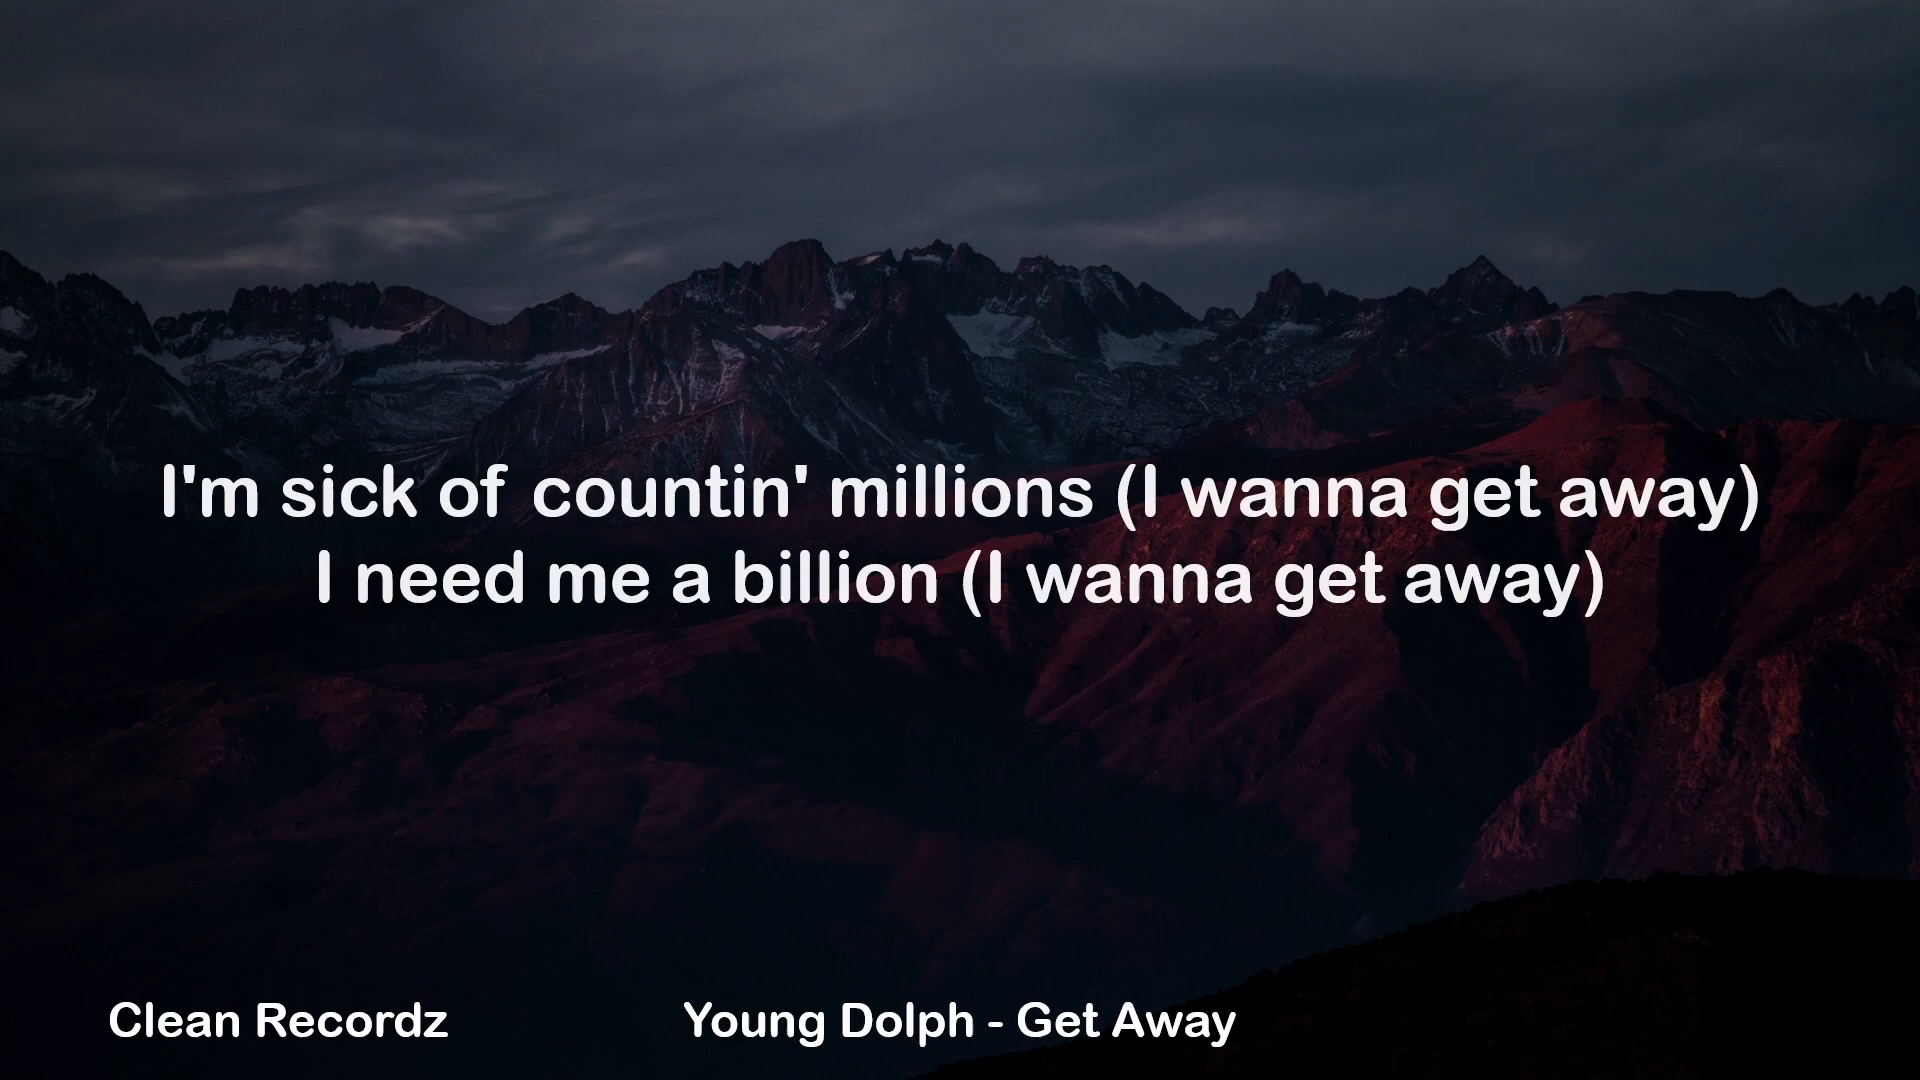 I'm sick of countin' millions (I wanna get away)
I need me a billion (I wanna get away)
Clean Recordz
Young Dolph - Get Away